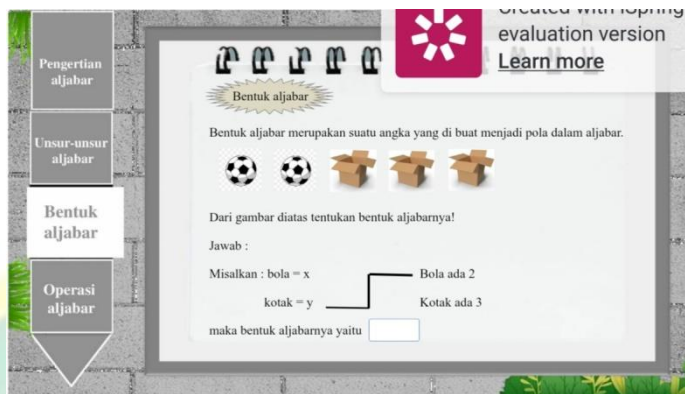 Created with iSpring
evaluation version
Learn more
Pengertian
aljabar
Unsur-unsur
aljabar
Bentuk
aljabar
Operasi
aljabar
Bentuk aljabar
Bentuk aljabar merupakan suatu angka yang di buat menjadi pola dalam aljabar.
Dari gambar diatas tentukan bentuk aljabarnya!
Jawab :
Misalkan : bola = x Bola ada 2
kotak = y Kotak ada 3
maka bentuk aljabarnya yaitu